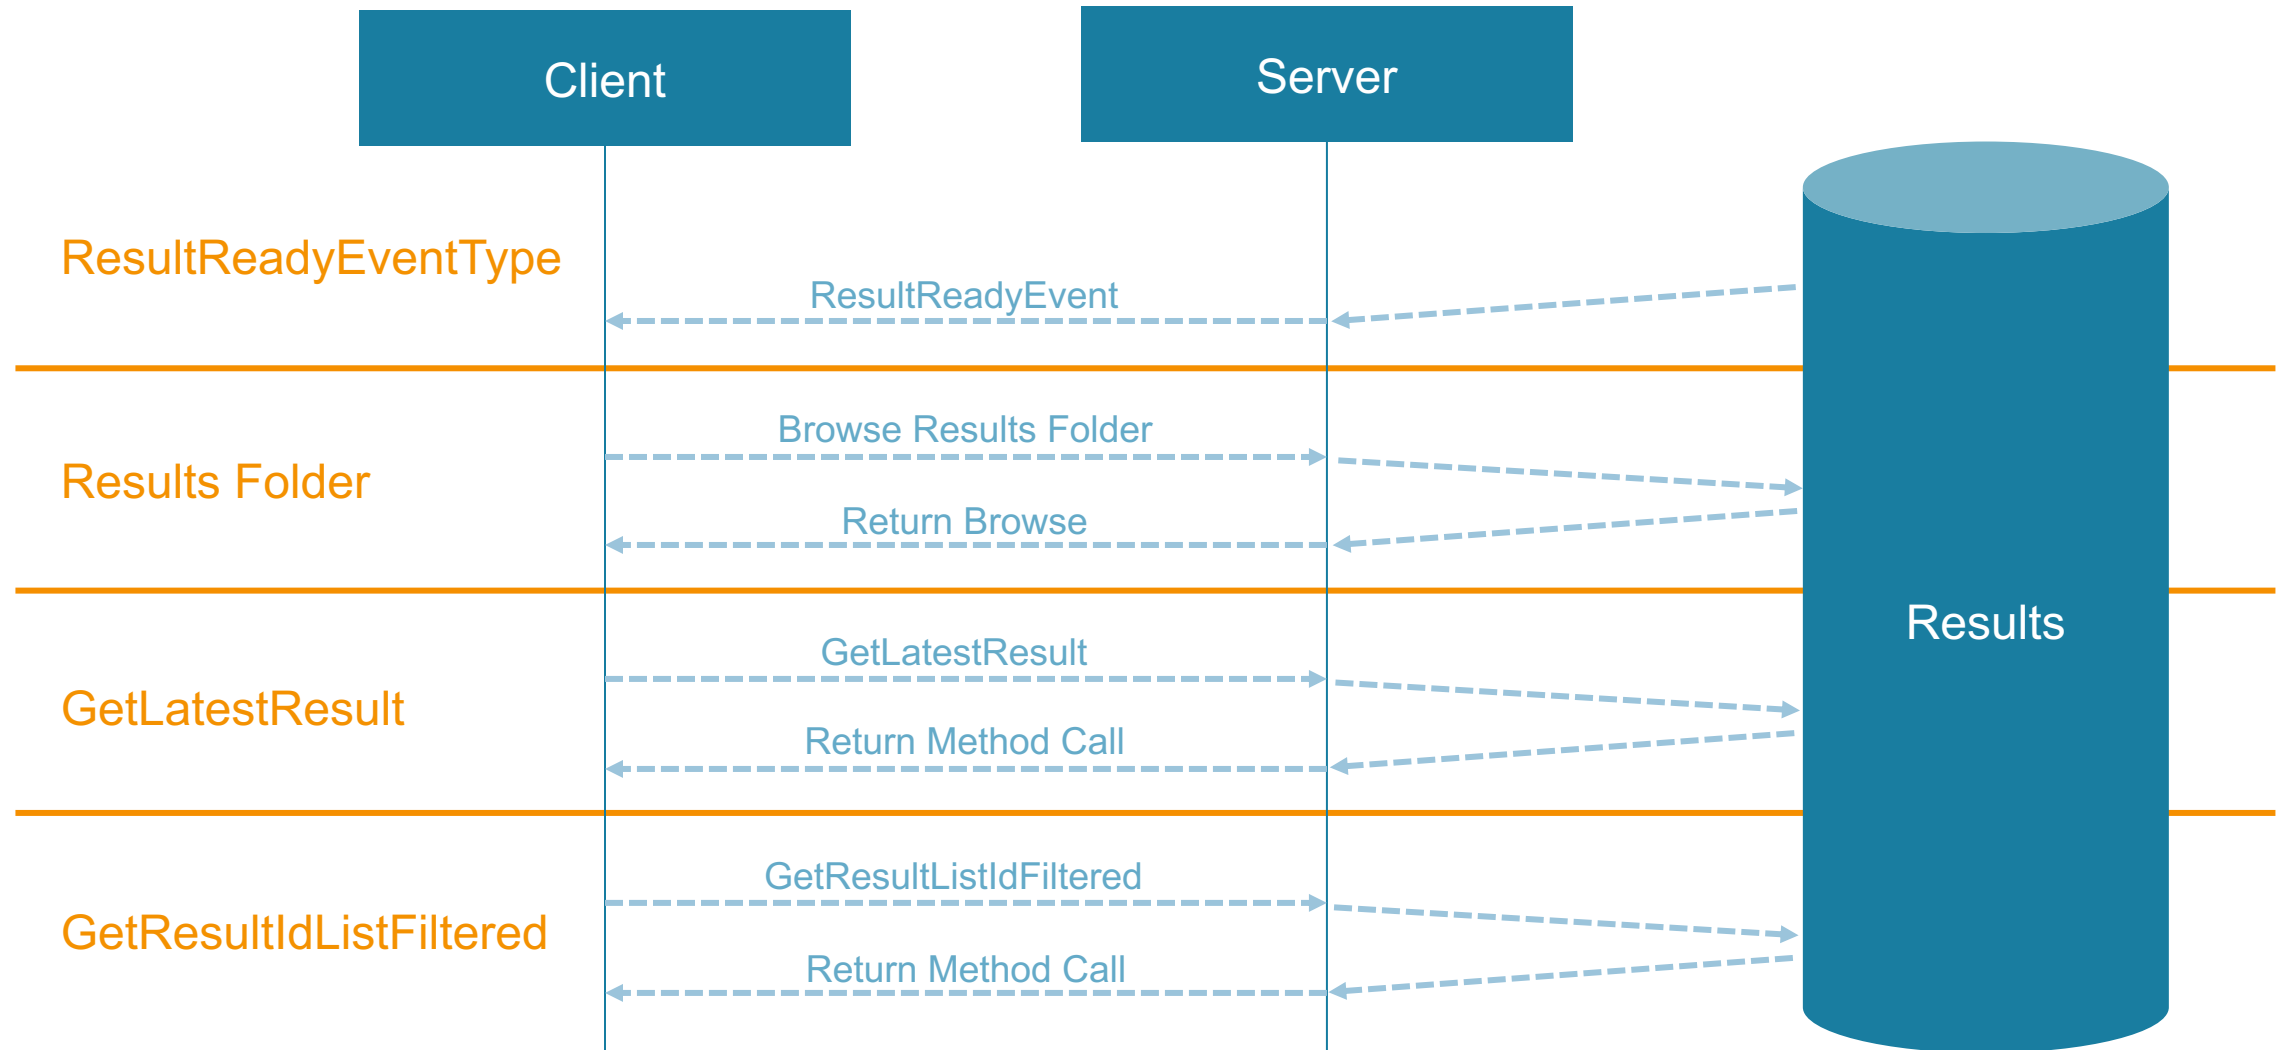 Client
Server
ResultReadyEventType
ResultReadyEvent
Browse Results Folder
Results Folder
Return Browse
Results
GetLatestResult
GetLatestResult
Return Method Call
GetResultListIdFiltered
GetResultIdListFiltered
Return Method Call